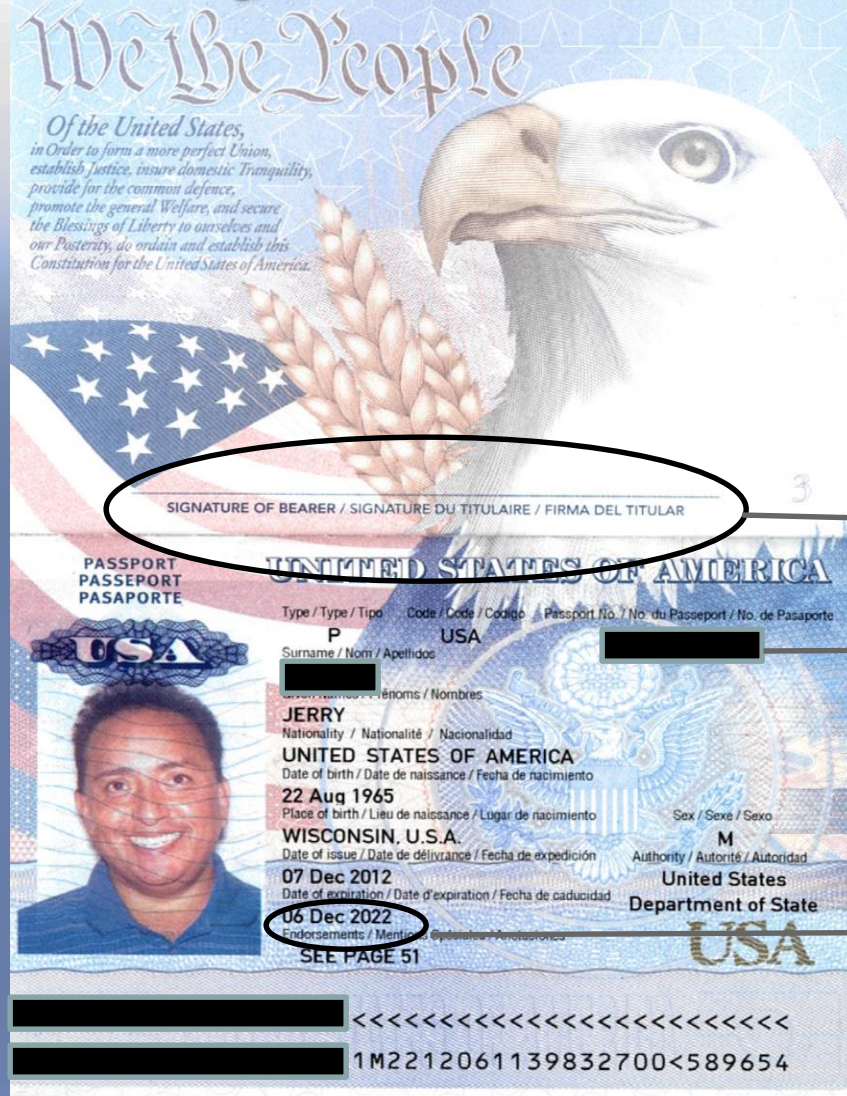 We the People
Of the United States,
in Order to form a more perfect Union,
establish Justice, insure domestic Tranquility,
provide for the common defence,
promote the general Welfare, and secure
the Blessings of Liberty to ourselves and
our Posterity, do ordain and establish this
Constitution for the United States of America.
3
SIGNATURE OF BEARER / SIGNATURE DU TITULAIRE / FIRMA DEL TITULAR
PASSPORT
PASSEPORT
PASAPORTE
UNITED STATES OF AMERICA
USA
Type / Type / Tipo Code / Code / Codigo Passport No. / No. du Passeport / No. de Pasaporte
P USA
Surname / Nom / Apellidos
Prénoms / Nombres
JERRY
Nationality / Nationalité / Nacionalidad
UNITED STATES OF AMERICA
Date of birth / Date de naissance / Fecha de nacimiento
22 Aug 1965
Place of birth / Lieu de naissance / Lugar de nacimiento Sex / Sexe / Sexo
WISCONSIN, U.S.A. M
Date of issue / Date de délivrance / Fecha de expedición Authority / Autorité / Autoridad
07 Dec 2012 United States
Date of expiration / Date d'expiration / Fecha de caducidad Department of State
06 Dec 2022
Endorsements / Mentions Spéciales / Anotaciones
SEE PAGE 51
USA
<<<<<<<<<<<<<<<<<<<<<<<<<<
1M2212061139832700<589654